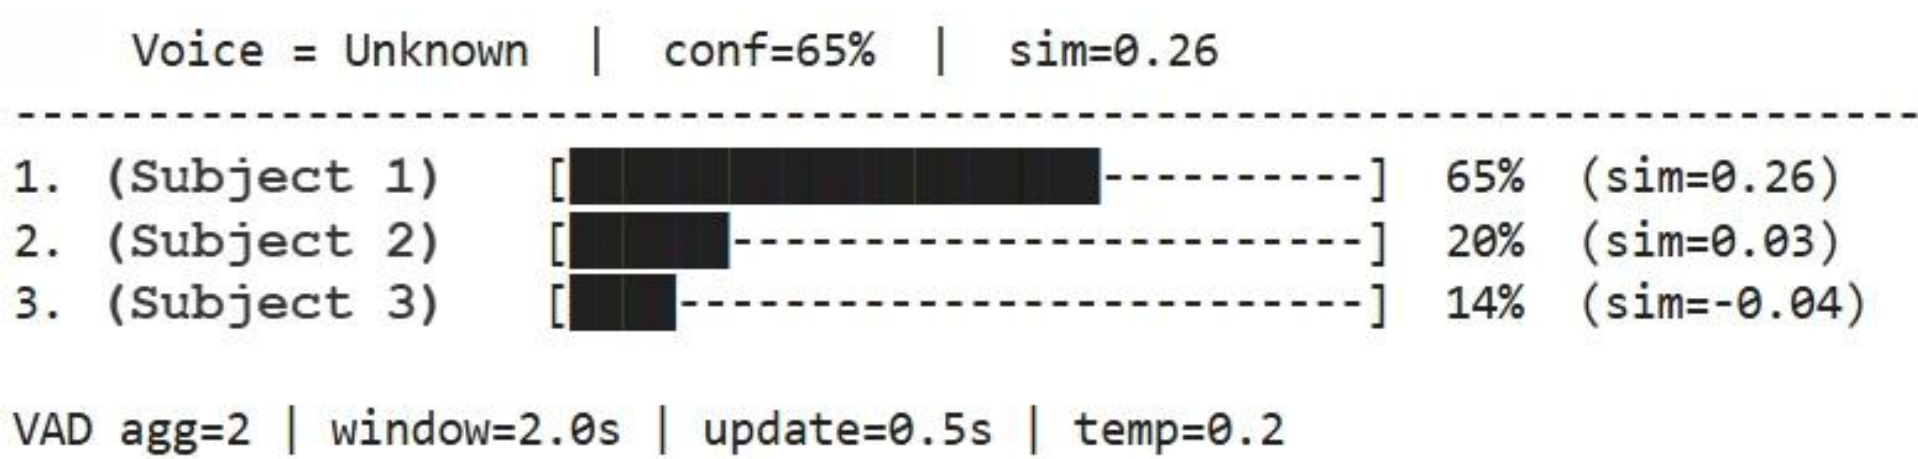 Voice = Unknown | conf=65% | sim=0.26
--------------------------------------------------------------------------------
1. (Subject 1) [████████████████████----------] 65% (sim=0.26)
2. (Subject 2) [██████------------------------] 20% (sim=0.03)
3. (Subject 3) [████--------------------------] 14% (sim=-0.04)
VAD agg=2 | window=2.0s | update=0.5s | temp=0.2